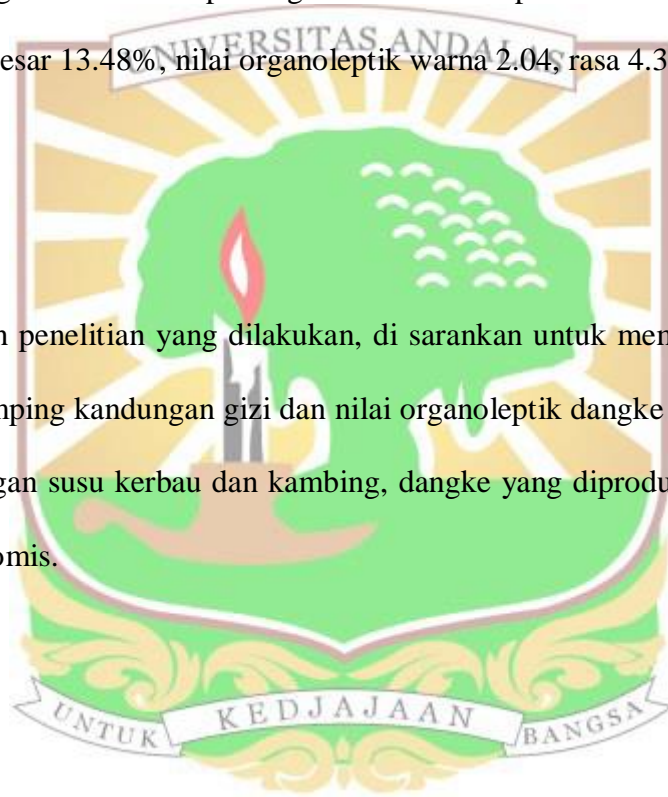 esar 13.48%, nilai organoleptik warna 2.04, rasa 4.3
UNIVERSITAS ANDALAS
n penelitian yang dilakukan, di sarankan untuk men
mping kandungan gizi dan nilai organoleptik dangke
gan susu kerbau dan kambing, dangke yang diprodu
omis.
UNTUK KEDJAJAAN BANGSA